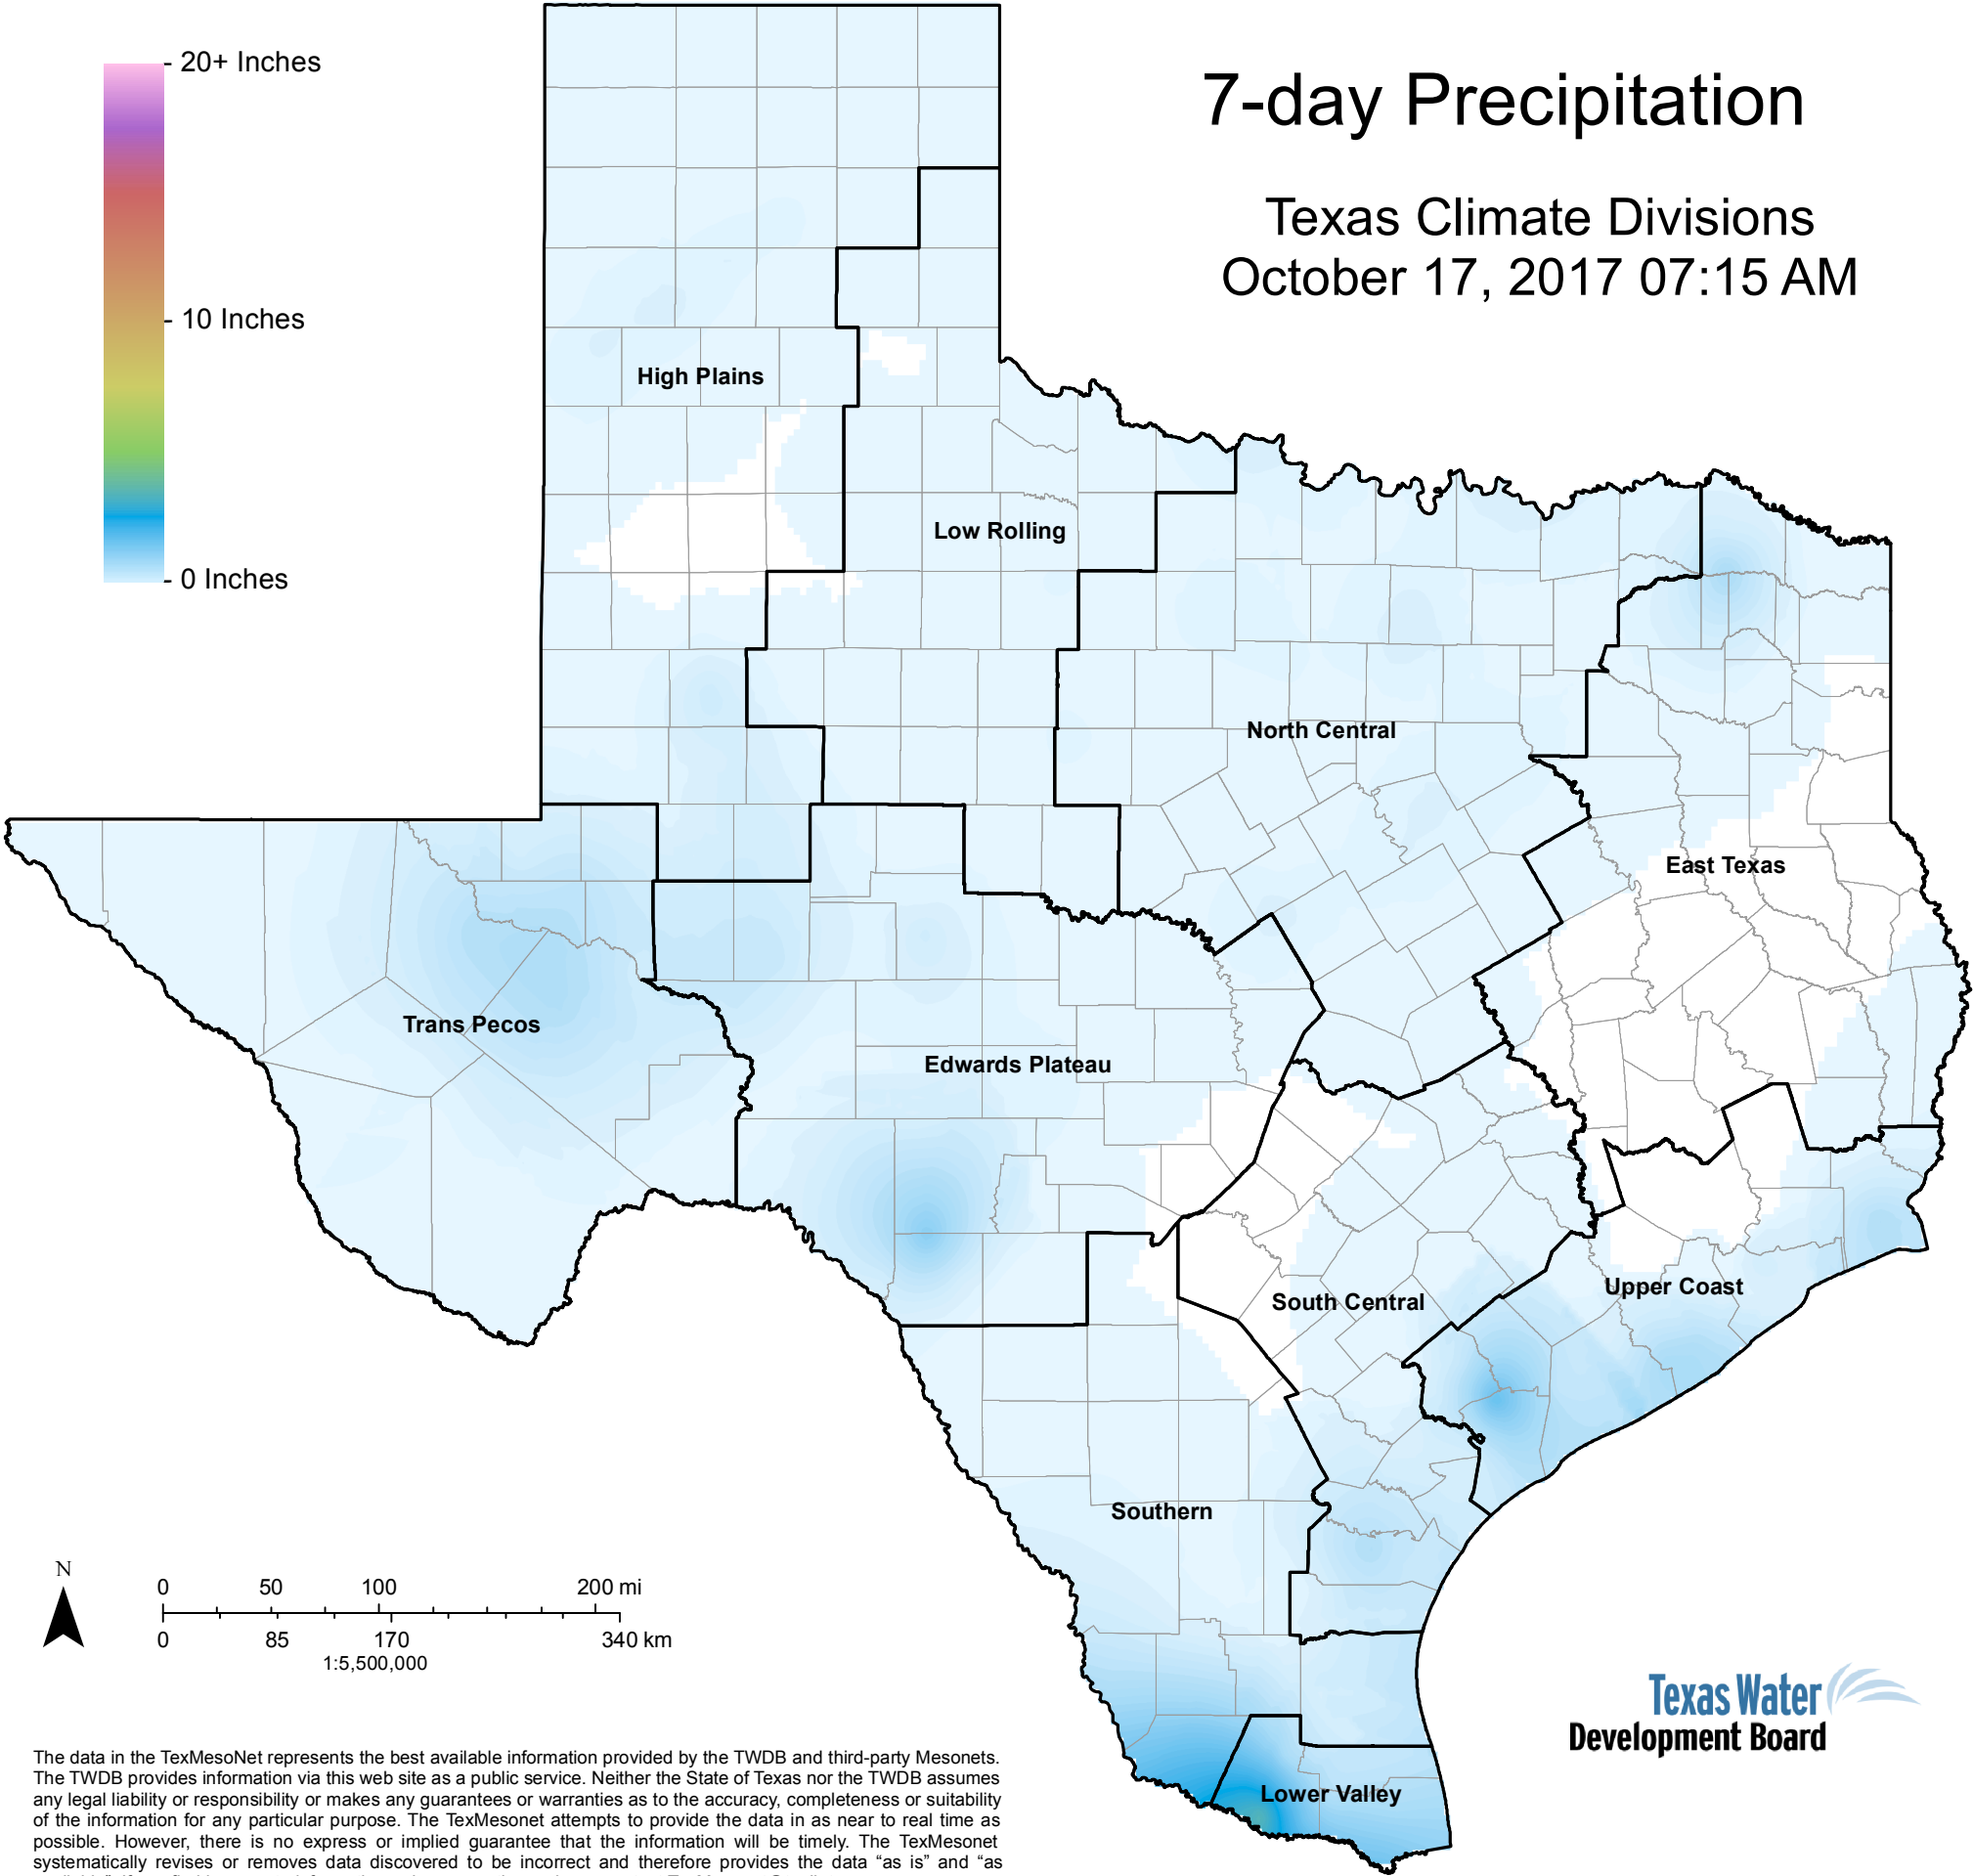 7-day Precipitation
Texas Climate Divisions
October 17, 2017 07:15 AM
20+ Inches
10 Inches
0 Inches
High Plains
Low Rolling
North Central
East Texas
Trans Pecos
Edwards Plateau
South Central
Upper Coast
Southern
Lower Valley
N
0 50 100 200 mi
0 85 170 340 km
1:5,500,000
Texas Water
Development Board
The data in the TexMesoNet represents the best available information provided by the TWDB and third-party Mesonets.
The TWDB provides information via this web site as a public service. Neither the State of Texas nor the TWDB assumes
any legal liability or responsibility or makes any guarantees or warranties as to the accuracy, completeness or suitability
of the information for any particular purpose. The TexMesonet attempts to provide the data in as near to real time as
possible. However, there is no express or implied guarantee that the information will be timely. The TexMesonet
systematically revises or removes data discovered to be incorrect and therefore provides the data “as is” and “as